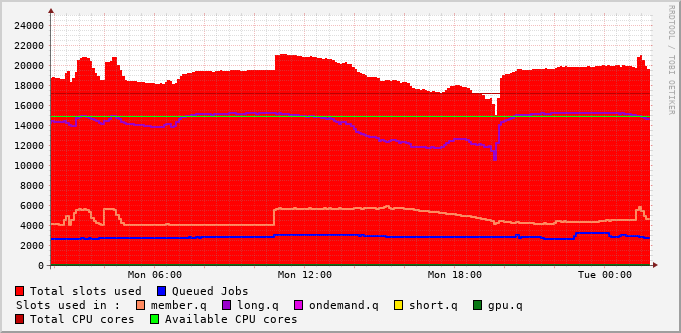 RRDTOOL / TOBI OETIKER
24000
22000
20000
18000
16000
14000
12000
10000
8000
6000
4000
2000
0
Mon 06:00 Mon 12:00 Mon 18:00 Tue 00:00
Total slots used Queued Jobs
Slots used in : member.q long.q ondemand.q short.q gpu.q
Total CPU cores Available CPU cores